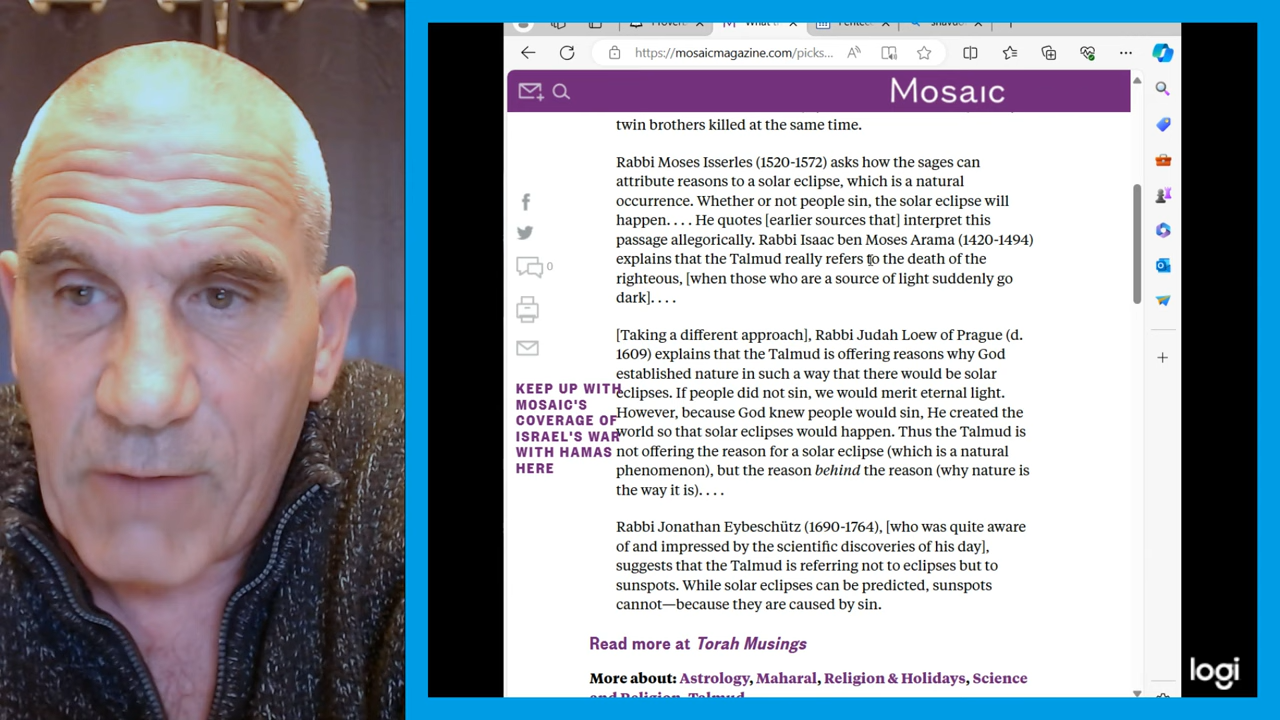 https://mosaicmagazine.com/picks...
Mosaic
twin brothers killed at the same time.
Rabbi Moses Isserles (1520-1572) asks how the sages can
attribute reasons to a solar eclipse, which is a natural
occurrence. Whether or not people sin, the solar eclipse will
happen. . . . He quotes [earlier sources that] interpret this
passage allegorically. Rabbi Isaac ben Moses Arama (1420-1494)
explains that the Talmud really refers to the death of the
righteous, [when those who are a source of light suddenly go
dark]. . . .
0
[Taking a different approach], Rabbi Judah Loew of Prague (d.
1609) explains that the Talmud is offering reasons why God
established nature in such a way that there would be solar
eclipses. If people did not sin, we would merit eternal light.
However, because God knew people would sin, He created the
world so that solar eclipses would happen. Thus the Talmud is
not offering the reason for a solar eclipse (which is a natural
phenomenon), but the reason behind the reason (why nature is
the way it is). . . .
KEEP UP WITH
MOSAIC'S
COVERAGE OF
ISRAEL'S WAR
WITH HAMAS
HERE
Rabbi Jonathan Eybeschütz (1690-1764), [who was quite aware
of and impressed by the scientific discoveries of his day],
suggests that the Talmud is referring not to eclipses but to
sunspots. While solar eclipses can be predicted, sunspots
cannot—because they are caused by sin.
Read more at Torah Musings
More about: Astrology, Maharal, Religion & Holidays, Science
and Religion, Talmud
logi